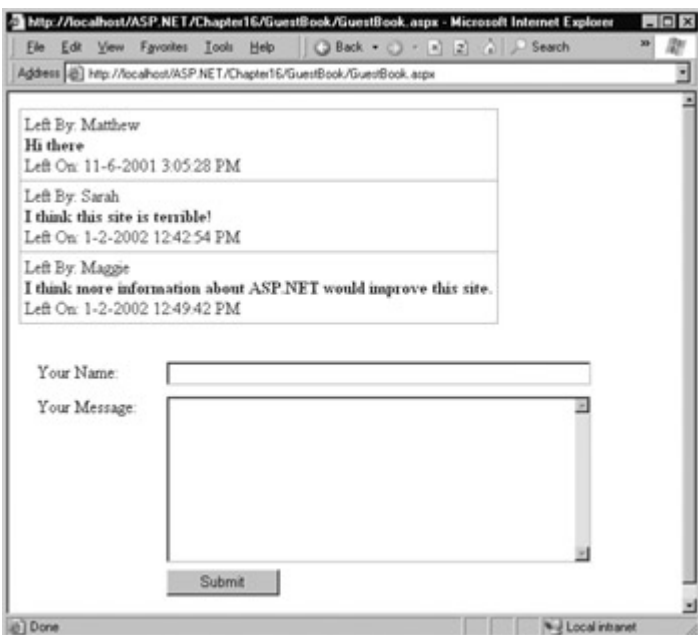 http://localhost/ASP.NET/Chapter16/GuestBook/GuestBook.aspx - Microsoft Internet Explorer
File Edit View Favorites Tools Help Back Search »
Address http://localhost/ASP.NET/Chapter16/GuestBook/GuestBook.aspx
Left By: Matthew
Hi there
Left On: 11-6-2001 3:05:28 PM
Left By: Sarah
I think this site is terrible!
Left On: 1-2-2002 12:42:54 PM
Left By: Maggie
I think more information about ASP.NET would improve this site.
Left On: 1-2-2002 12:49:42 PM
Your Name:
Your Message:
Submit
Done Local intranet